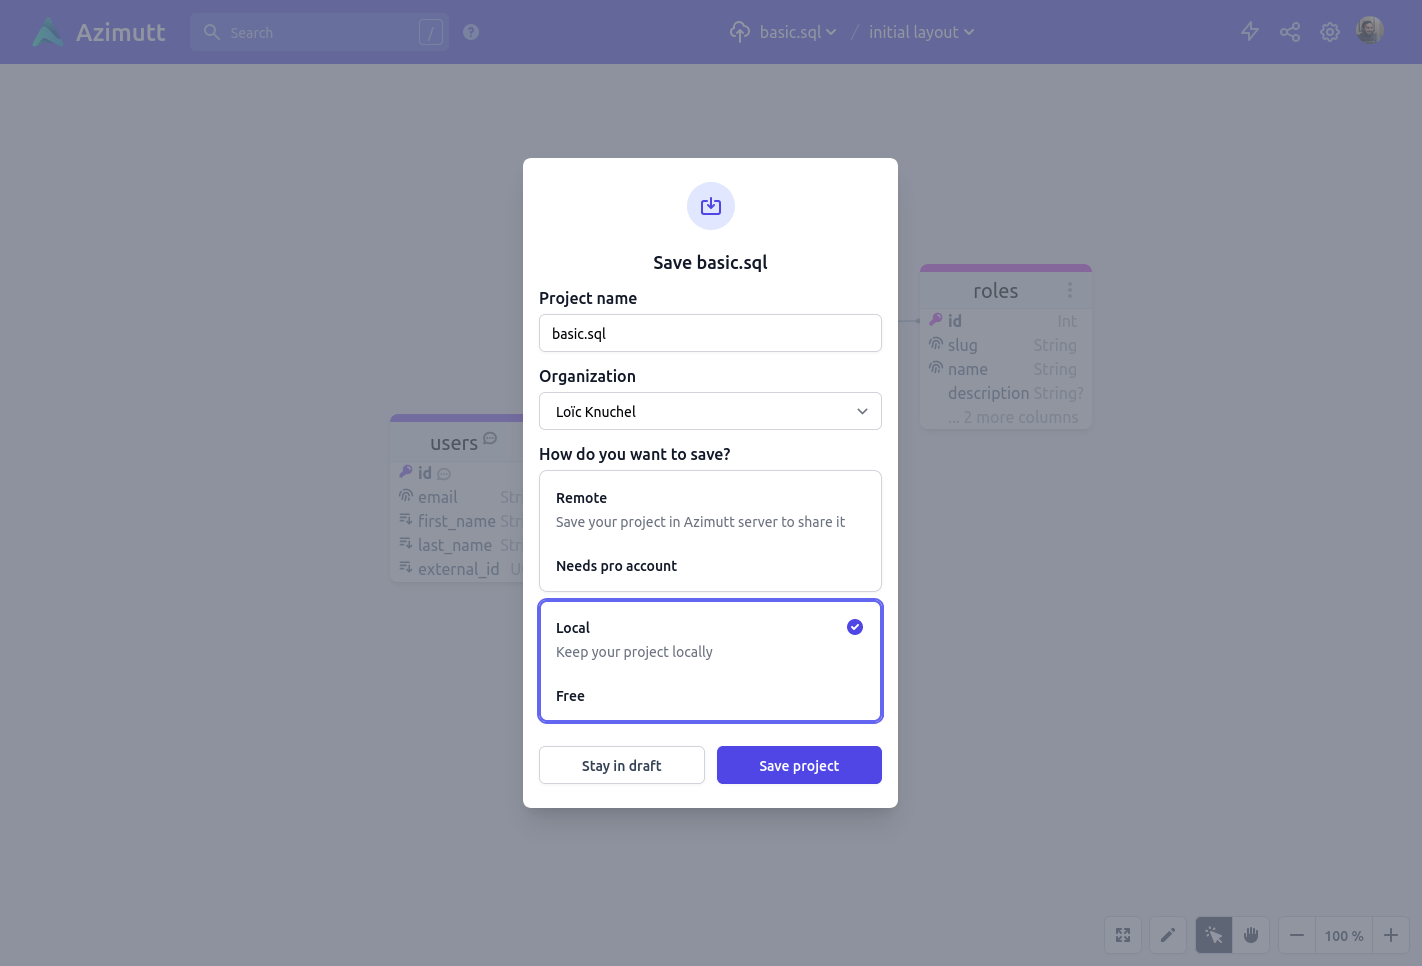 Azimutt
Search
/
?
basic.sql
/
initial layout
Save basic.sql
Project name
basic.sql
Organization
Loïc Knuchel
How do you want to save?
Remote
Save your project in Azimutt server to share it
Needs pro account
Local
Keep your project locally
Free
Stay in draft
Save project
users
id
email
first_name
last_name
external_id
roles
id Int
slug String
name String
description String?
... 2 more columns
100 %